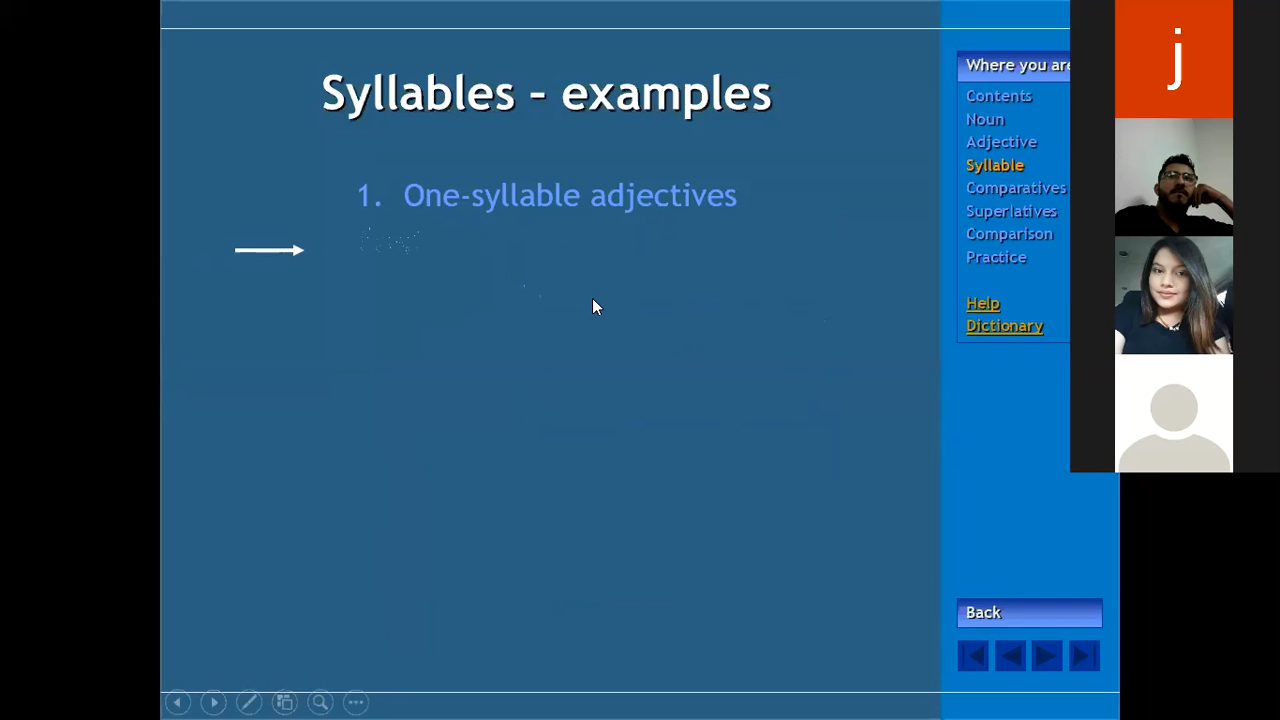 Syllables – examples
1. One-syllable adjectives
Where you are
Contents
Noun
Adjective
Syllable
Comparatives
Superlatives
Comparison
Practice
Help
Dictionary
Back
j